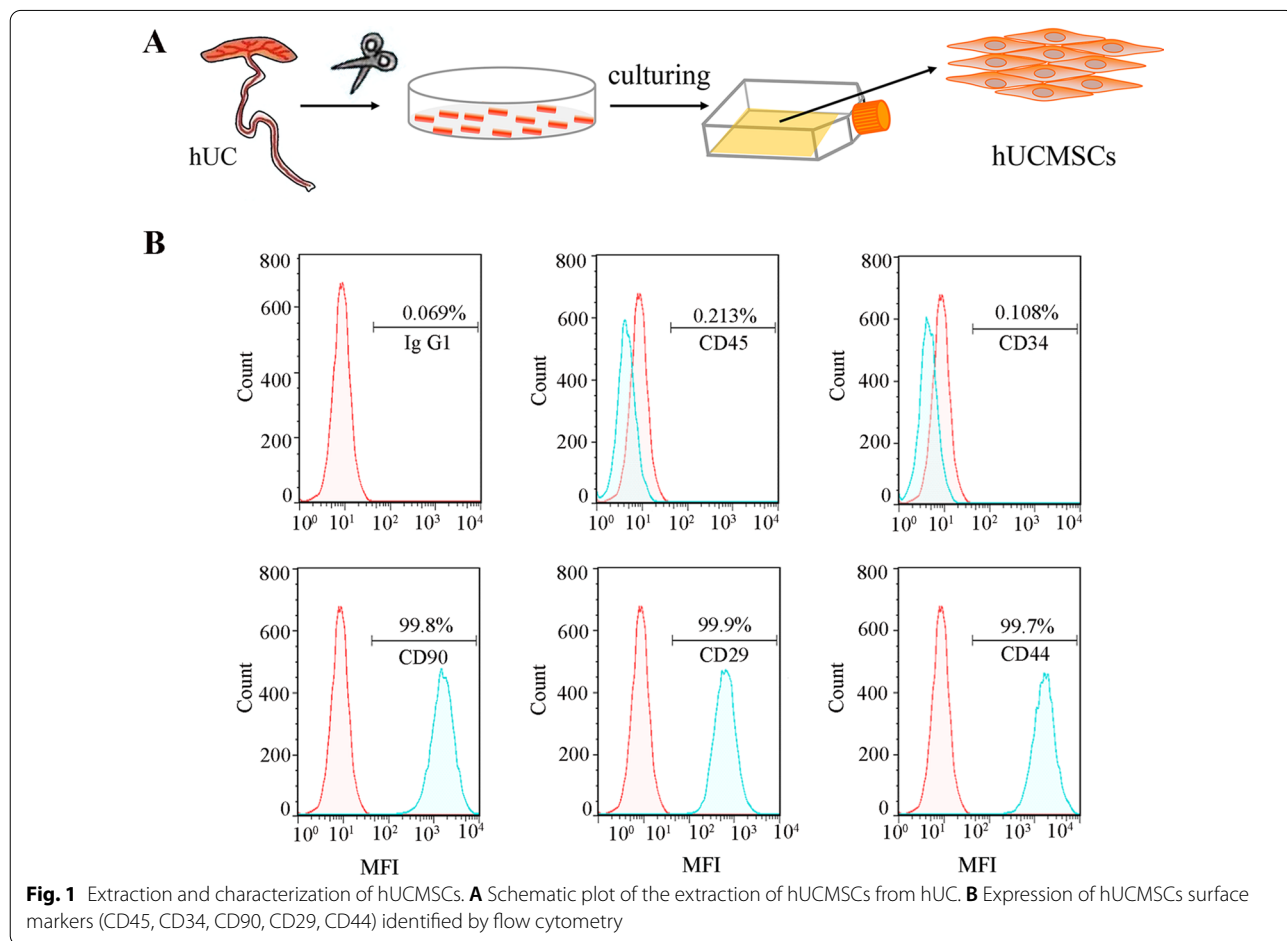 A
culturing
hUC
hUCMSCs
B
800
600
400
200
0
Count
0.069%
Ig G1
10⁰ 10¹ 10² 10³ 10⁴
800
600
400
200
0
Count
0.213%
CD45
10⁰ 10¹ 10² 10³ 10⁴
800
600
400
200
0
Count
0.108%
CD34
10⁰ 10¹ 10² 10³ 10⁴
800
600
400
200
0
Count
99.8%
CD90
10⁰ 10¹ 10² 10³ 10⁴
MFI
800
600
400
200
0
Count
99.9%
CD29
10⁰ 10¹ 10² 10³ 10⁴
MFI
800
600
400
200
0
Count
99.7%
CD44
10⁰ 10¹ 10² 10³ 10⁴
MFI
Fig. 1 Extraction and characterization of hUCMSCs. A Schematic plot of the extraction of hUCMSCs from hUC. B Expression of hUCMSCs surface
markers (CD45, CD34, CD90, CD29, CD44) identified by flow cytometry